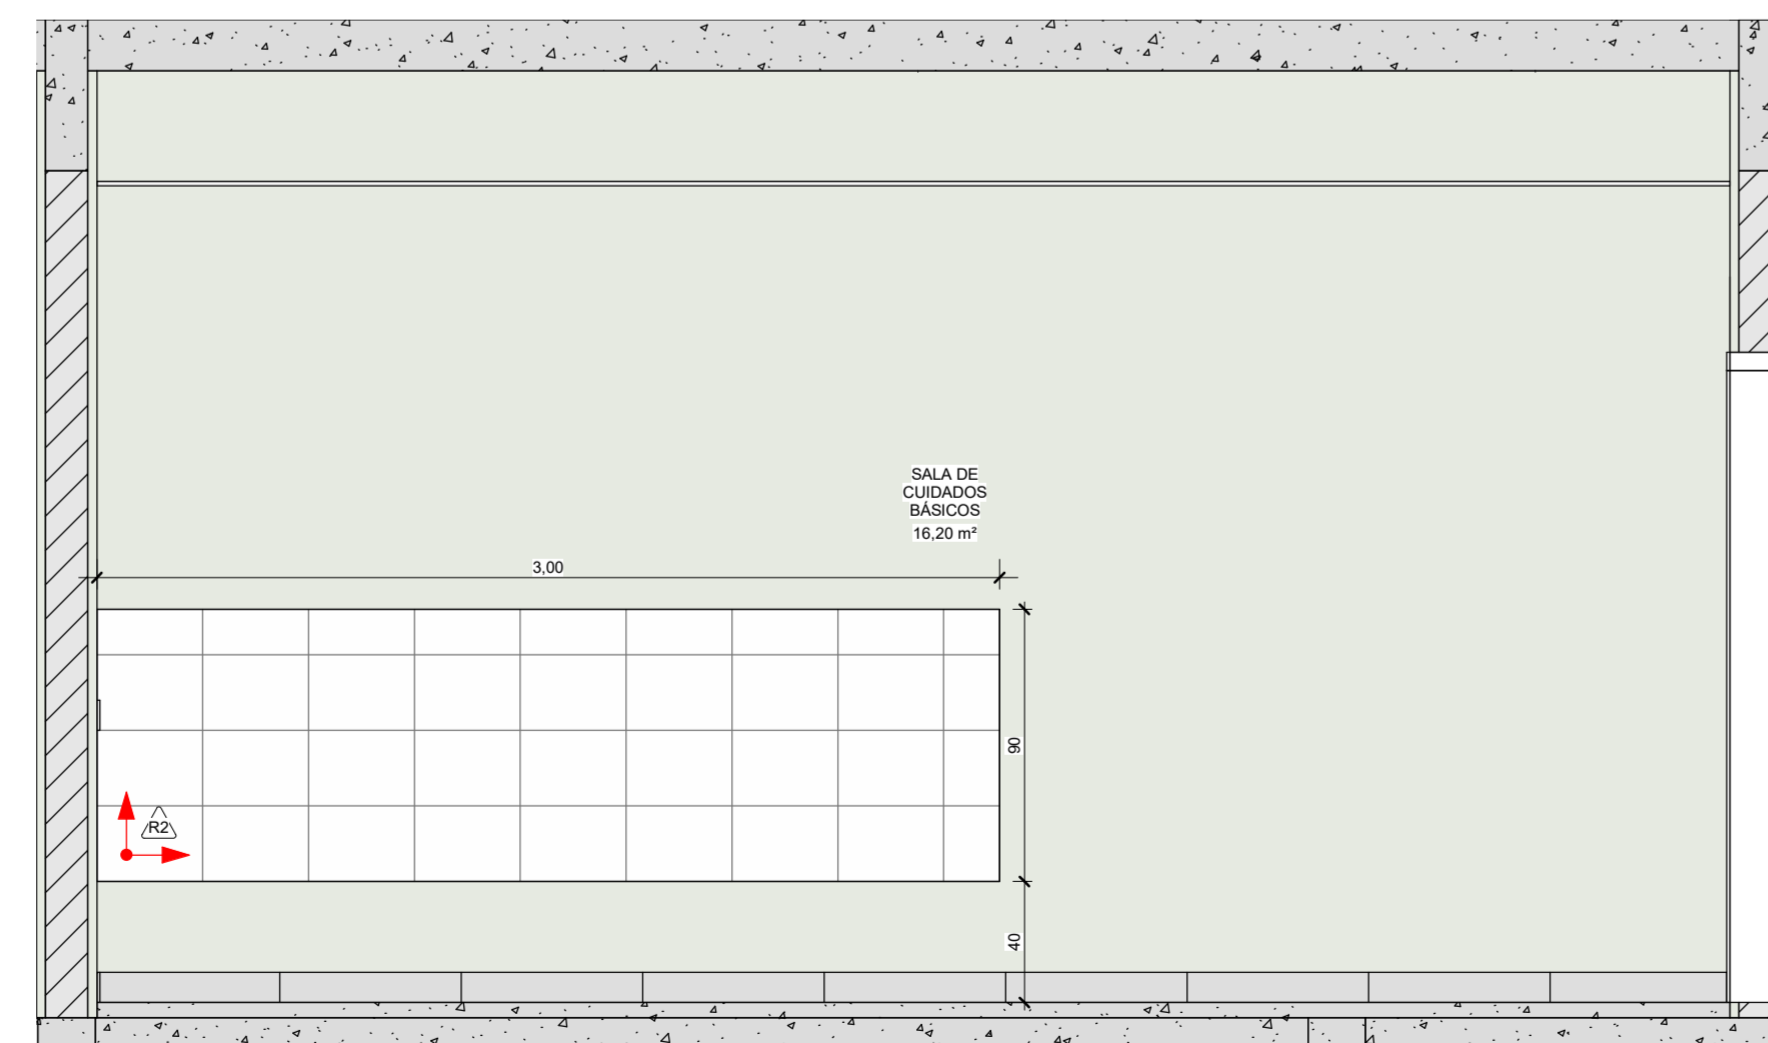 SALA DE
CUIDADOS
BÁSICOS
16,20 m²
3,00
90
R2
40